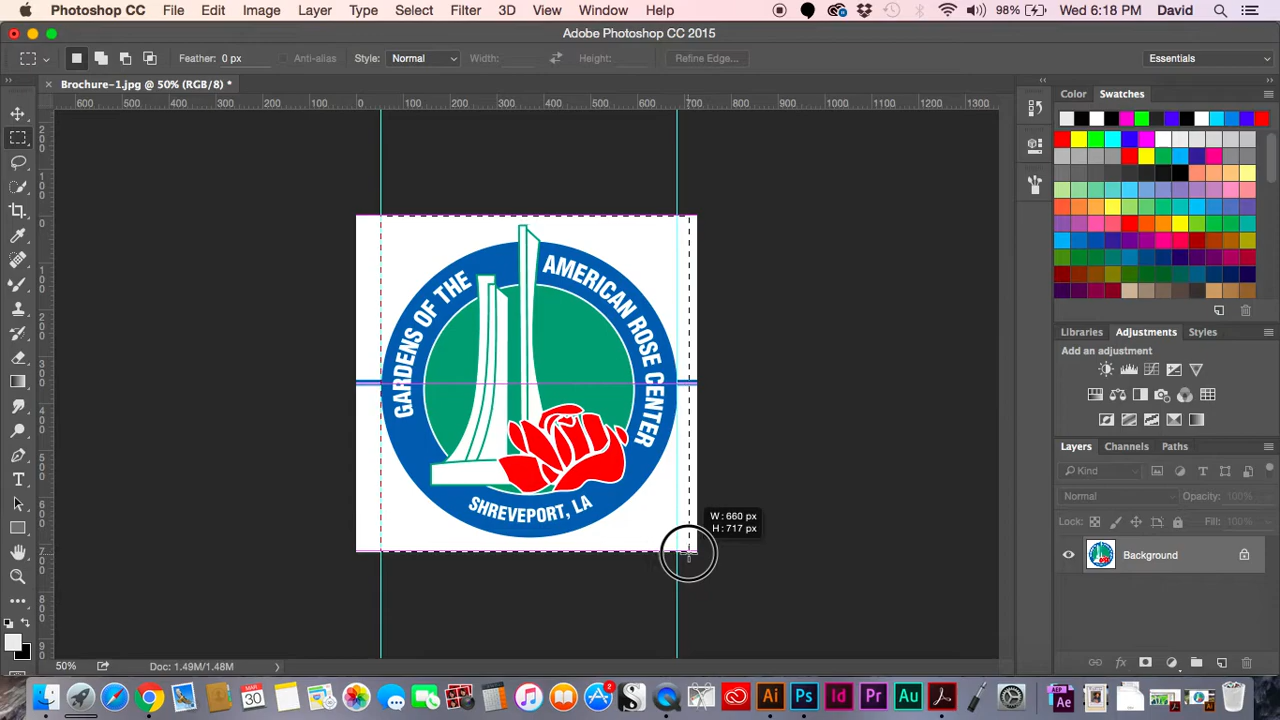 Photoshop CC File Edit Image Layer Type Select Filter 3D View Window Help 98% Wed 6:18 PM David
Adobe Photoshop CC 2015
Feather: 0 px Anti-alias Style: Normal Width: Height: Refine Edge... Essentials
Brochure-1.jpg @ 50% (RGB/8) *
600 500 400 300 200 100 0 100 200 300 400 500 600 700 800 900 1000 1100 1200 1300
Color Swatches
GARDENS OF THE AMERICAN ROSE CENTER
SHREVEPORT, LA
W: 660 px
H: 717 px
Libraries Adjustments Styles
Add an adjustment
Layers Channels Paths
Kind
Normal Opacity: 100%
Lock: Fill: 100%
Background
50% Doc: 1.49M/1.48M
MAR
30
2
Ai Ps Id Pr Au
AEP
Ae